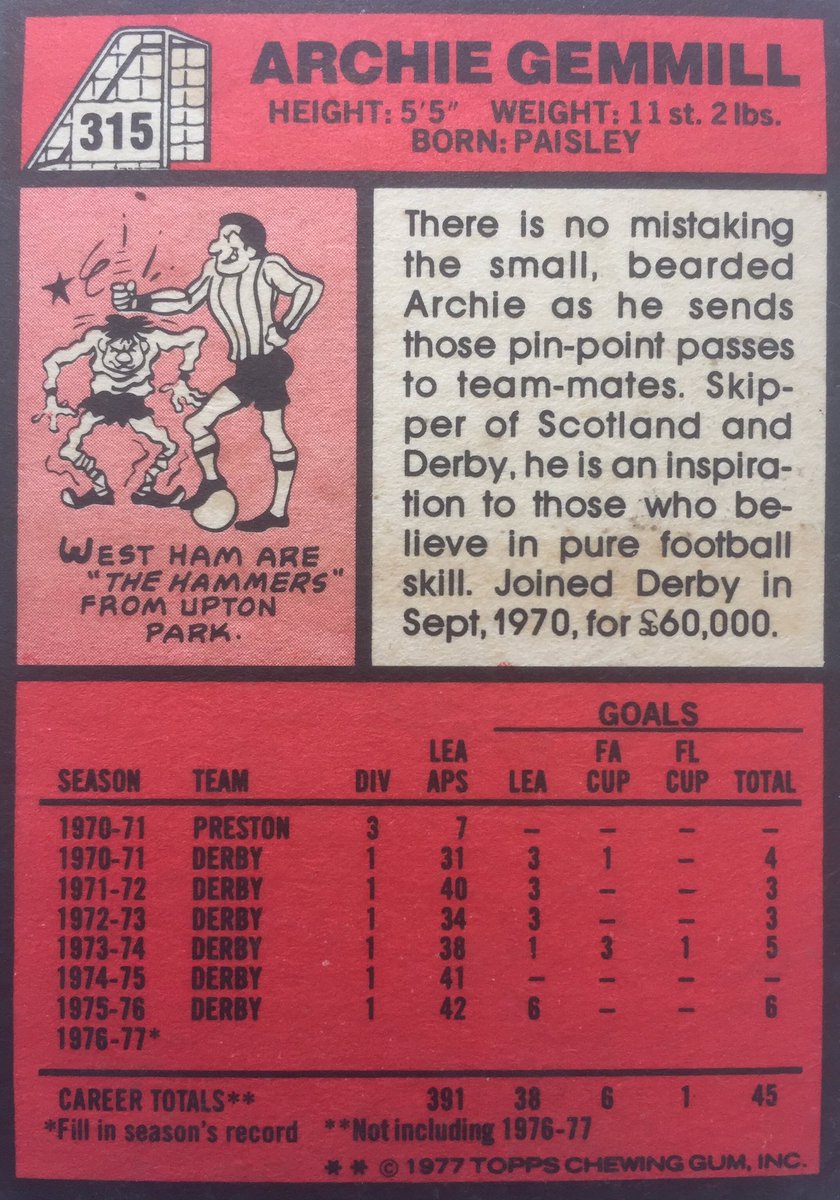 315
ARCHIE GEMMILL
HEIGHT: 5'5" WEIGHT: 11 st. 2 lbs.
BORN: PAISLEY
WEST HAM ARE
"THE HAMMERS"
FROM UPTON
PARK.
There is no mistaking
the small, bearded
Archie as he sends
those pin-point passes
to team-mates. Skip-
per of Scotland and
Derby, he is an inspira-
tion to those who be-
lieve in pure football
skill. Joined Derby in
Sept, 1970, for £60,000.
GOALS
SEASON TEAM DIV LEA APS LEA FA CUP FL CUP TOTAL
1970-71 PRESTON 3 7 – – – –
1970-71 DERBY 1 31 3 1 – 4
1971-72 DERBY 1 40 3 – – 3
1972-73 DERBY 1 34 3 – – 3
1973-74 DERBY 1 38 1 3 1 5
1974-75 DERBY 1 41 – – – –
1975-76 DERBY 1 42 6 – – 6
1976-77*
CAREER TOTALS** 391 38 6 1 45
*Fill in season's record **Not including 1976-77
** © 1977 TOPPS CHEWING GUM, INC.